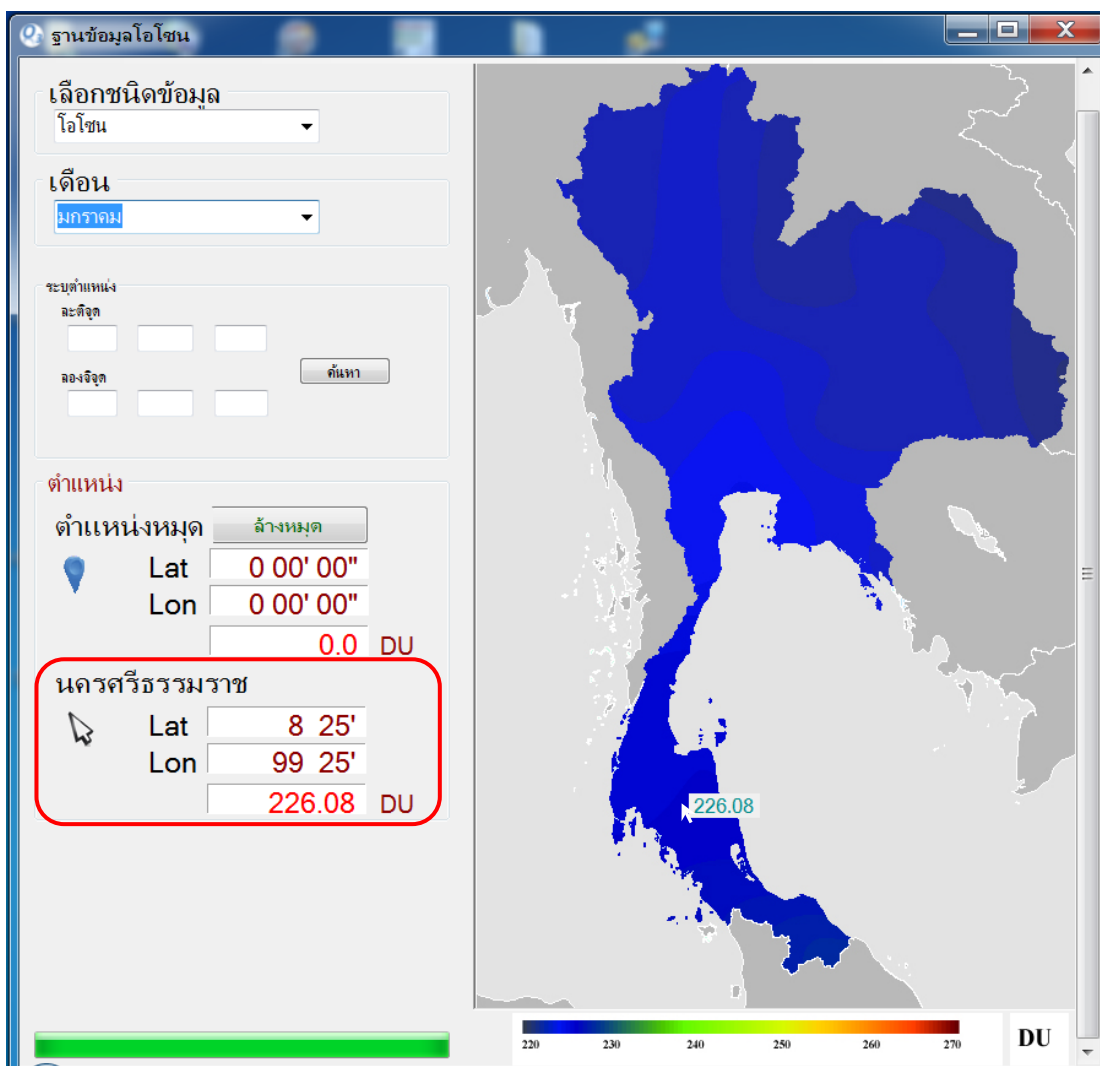 ฐานข้อมูลโอโซน
เลือกชนิดข้อมูล
โอโซน
เดือน
มกราคม
ระบุตำแหน่ง
ละติจูด
ลองจิจูด
ค้นหา
ตำแหน่ง
ตำแหน่งหมุด ล้างหมุด
Lat 0 00' 00"
Lon 0 00' 00"
0.0 DU
นครศรีธรรมราช
Lat 8 25'
Lon 99 25'
226.08 DU
226.08
220 230 240 250 260 270 DU